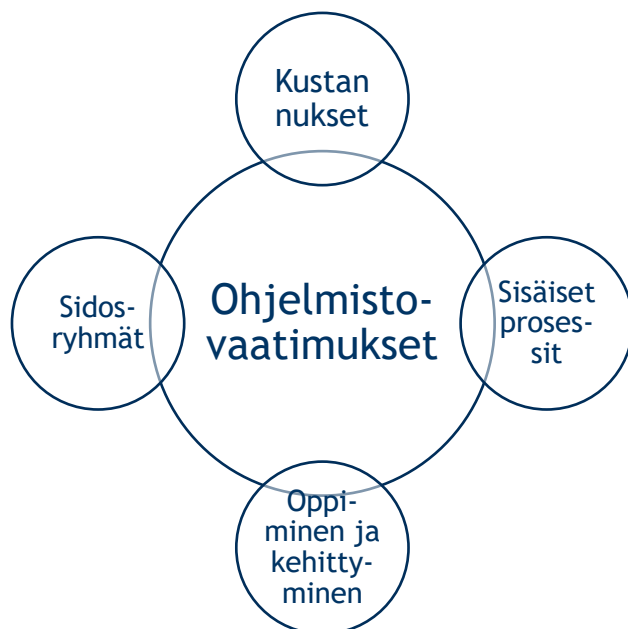 Kustan
nukset
Sidos-
ryhmät
Ohjelmisto-
vaatimukset
Sisäiset
proses-
sit
Oppi-
minen ja
kehitty-
minen